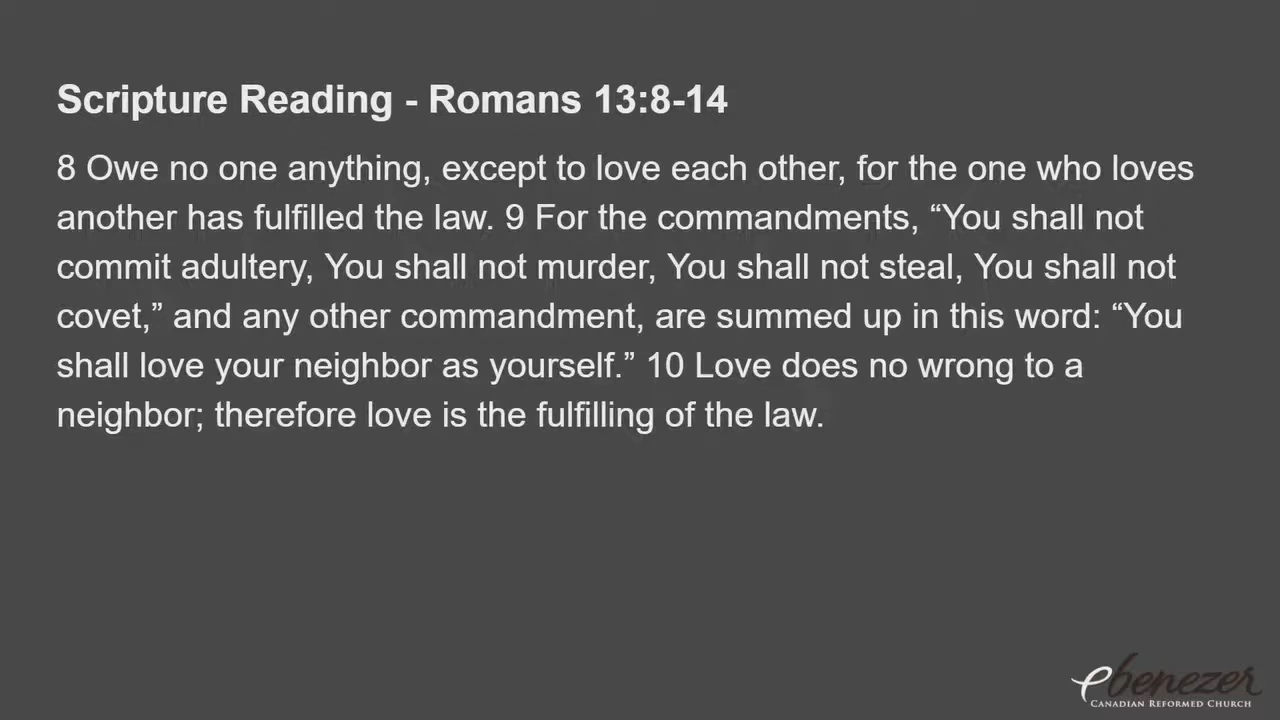 Scripture Reading - Romans 13:8-14
8 Owe no one anything, except to love each other, for the one who loves
another has fulfilled the law. 9 For the commandments, “You shall not
commit adultery, You shall not murder, You shall not steal, You shall not
covet,” and any other commandment, are summed up in this word: “You
shall love your neighbor as yourself.” 10 Love does no wrong to a
neighbor; therefore love is the fulfilling of the law.
ebenezer
CANADIAN REFORMED CHURCH